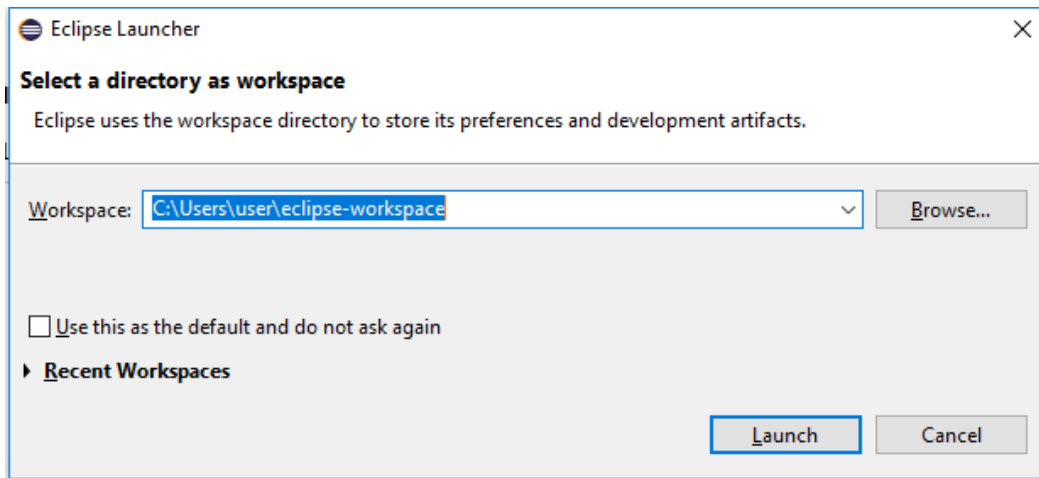 Eclipse Launcher
Select a directory as workspace
Eclipse uses the workspace directory to store its preferences and development artifacts.
Workspace: C:\Users\user\eclipse-workspace Browse...
Use this as the default and do not ask again
Recent Workspaces
Launch Cancel